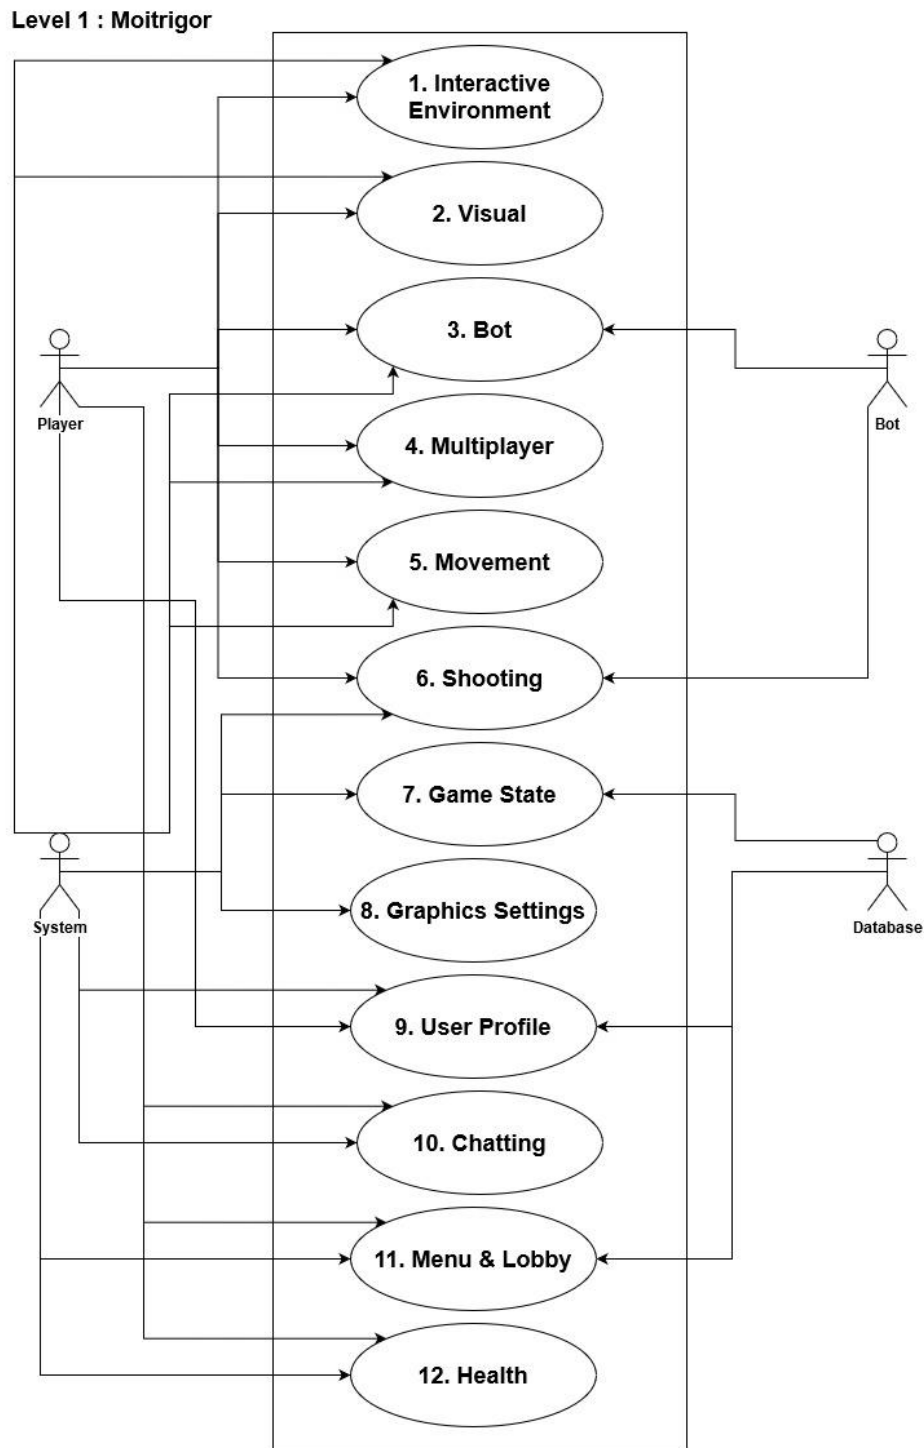 Level 1 : Moitrigor
1. Interactive
Environment
2. Visual
3. Bot
Player
Bot
4. Multiplayer
5. Movement
6. Shooting
7. Game State
8. Graphics Settings
System
Database
9. User Profile
10. Chatting
11. Menu & Lobby
12. Health